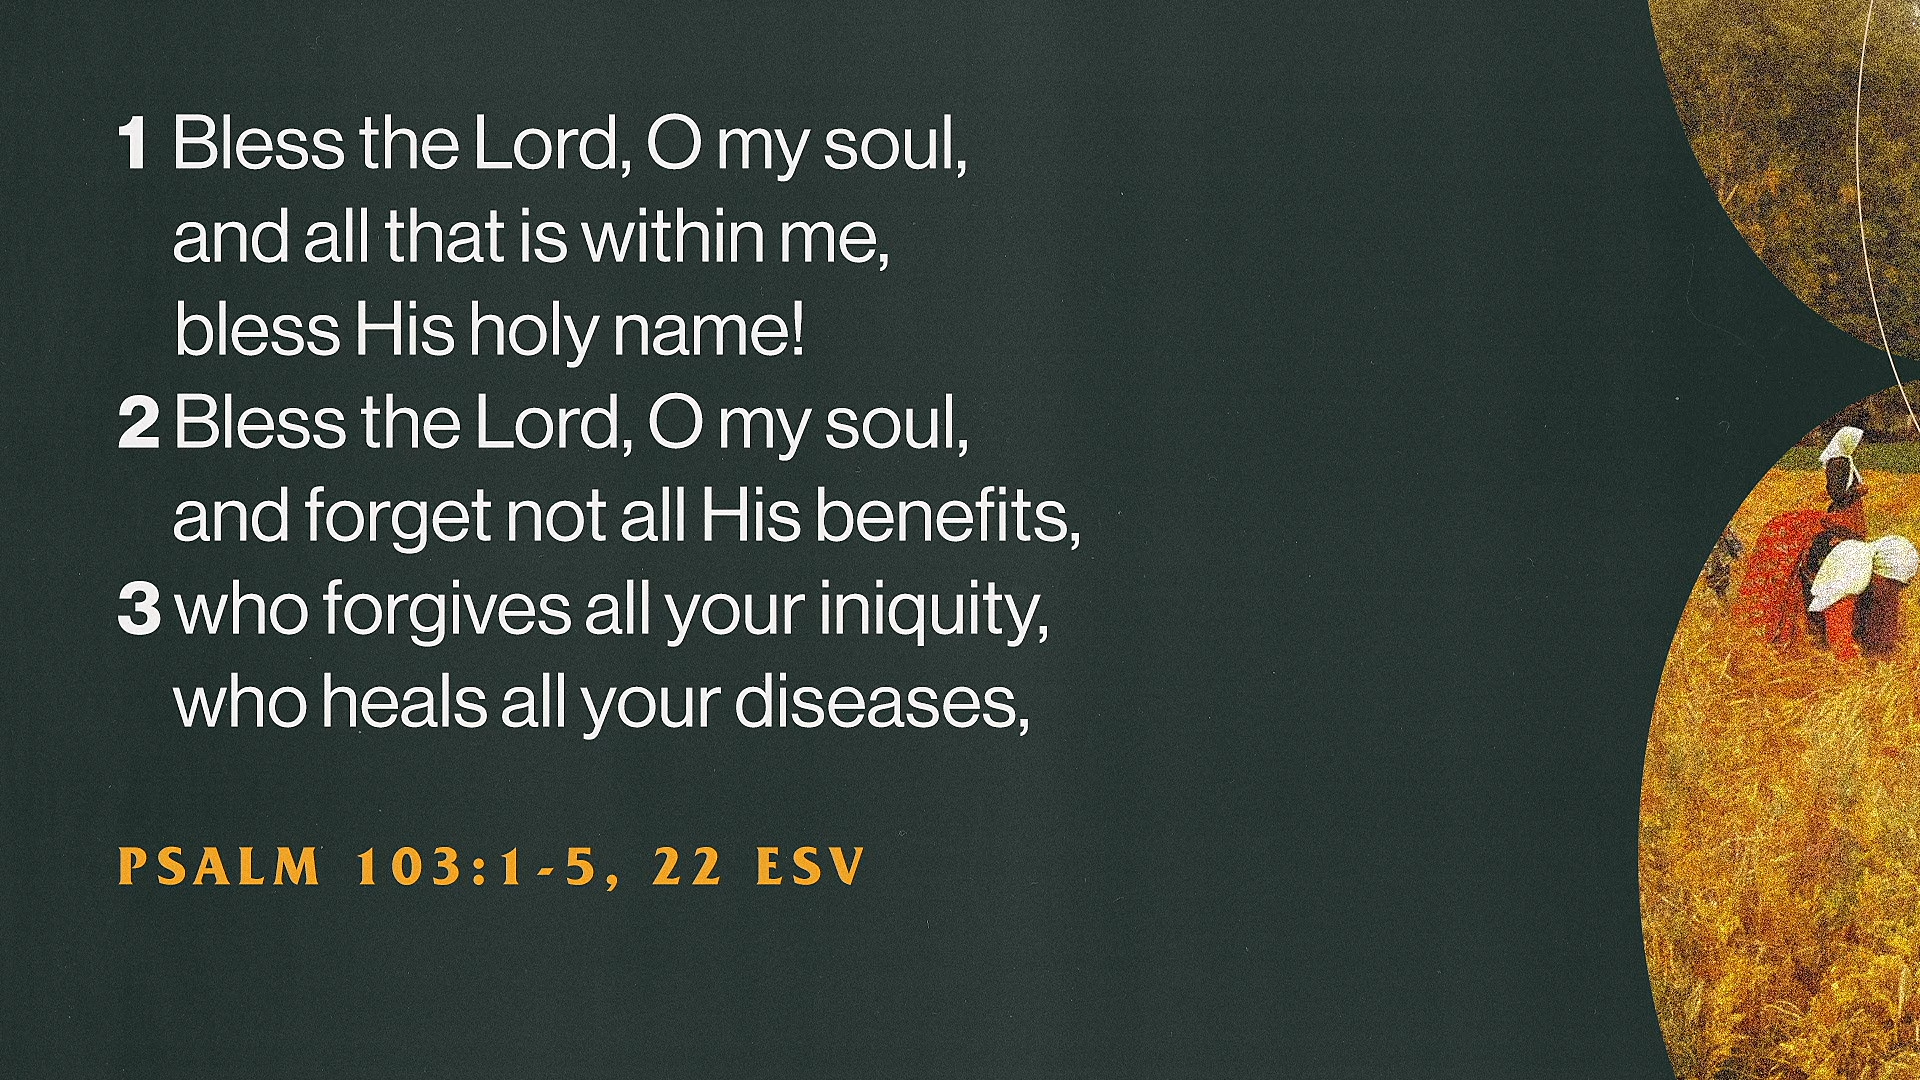 1 Bless the Lord, O my soul,
and all that is within me,
bless His holy name!
2 Bless the Lord, O my soul,
and forget not all His benefits,
3 who forgives all your iniquity,
who heals all your diseases,
PSALM 103:1-5, 22 ESV